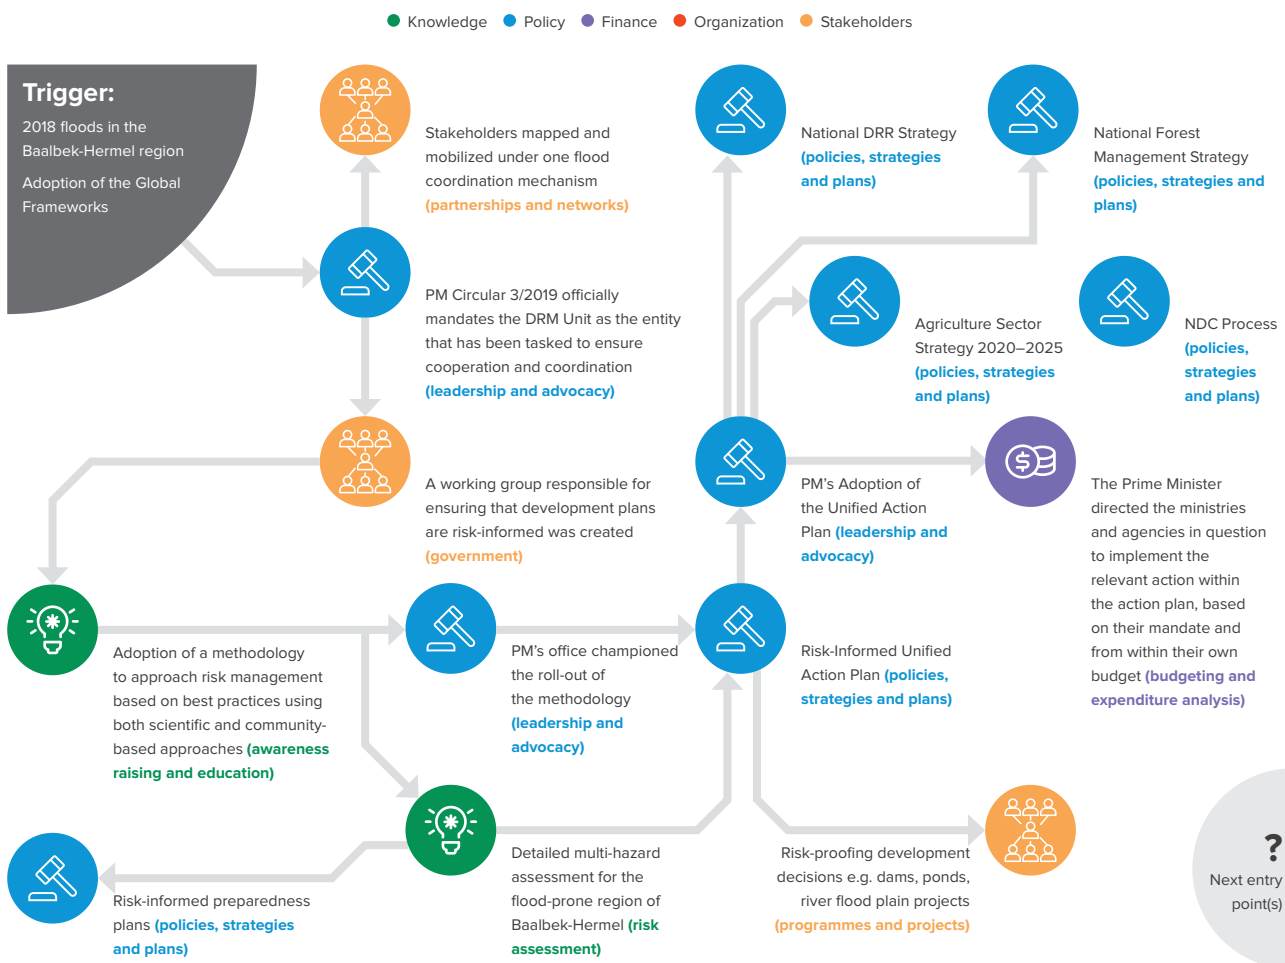 Knowledge Policy Finance Organization Stakeholders
Trigger:
2018 floods in the
Baalbek-Hermel region
Adoption of the Global
Frameworks
Stakeholders mapped and
mobilized under one flood
coordination mechanism
(partnerships and networks)
National DRR Strategy
(policies, strategies
and plans)
National Forest
Management Strategy
(policies, strategies and
plans)
PM Circular 3/2019 officially
mandates the DRM Unit as the entity
that has been tasked to ensure
cooperation and coordination
(leadership and advocacy)
Agriculture Sector
Strategy 2020–2025
(policies, strategies
and plans)
NDC Process
(policies,
strategies
and plans)
A working group responsible for
ensuring that development plans
are risk-informed was created
(government)
PM's Adoption of
the Unified Action
Plan (leadership and
advocacy)
$
The Prime Minister
directed the ministries
and agencies in question
to implement the
relevant action within
the action plan, based
on their mandate and
from within their own
budget (budgeting and
expenditure analysis)
Adoption of a methodology
to approach risk management
based on best practices using
both scientific and community-
based approaches (awareness
raising and education)
PM's office championed
the roll-out of
the methodology
(leadership and
advocacy)
Risk-Informed Unified
Action Plan (policies,
strategies and plans)
Risk-informed preparedness
plans (policies, strategies
and plans)
Detailed multi-hazard
assessment for the
flood-prone region of
Baalbek-Hermel (risk
assessment)
Risk-proofing development
decisions e.g. dams, ponds,
river flood plain projects
(programmes and projects)
?
Next entry
point(s)